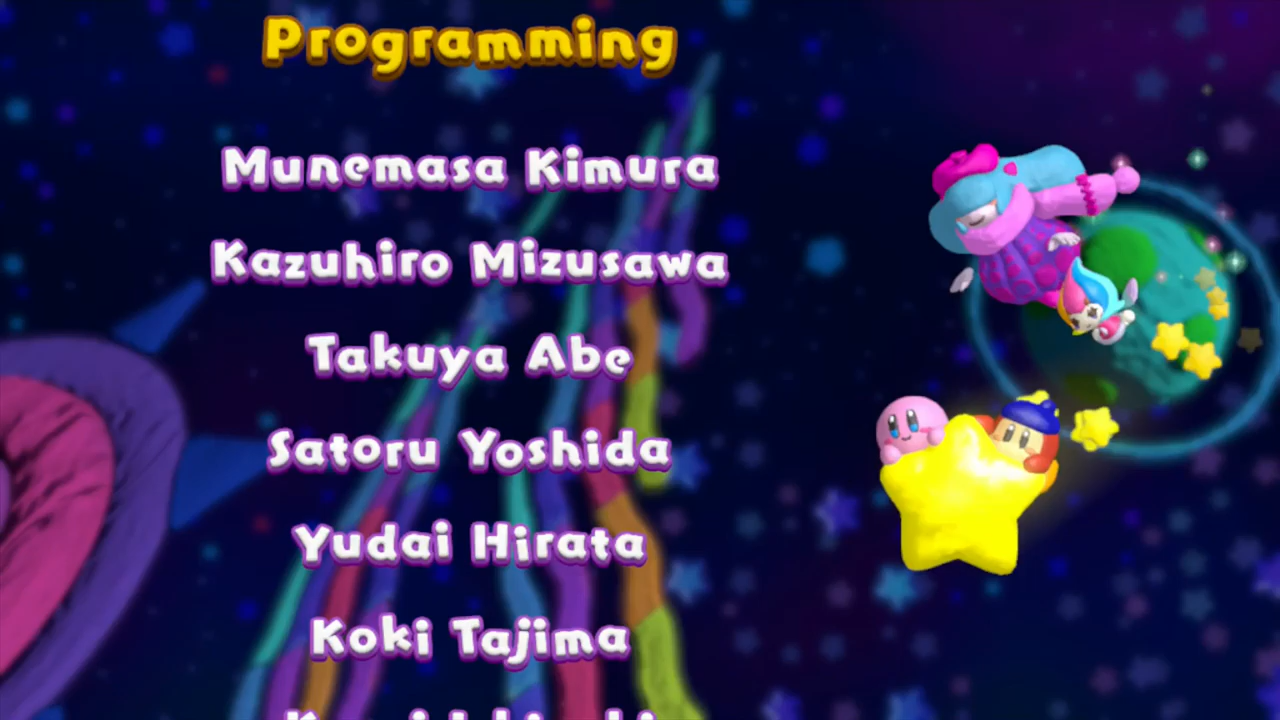 Programming
Munemasa Kimura
Kazuhiro Mizusawa
Takuya Abe
Satoru Yoshida
Yudai Hirata
Koki Tajima